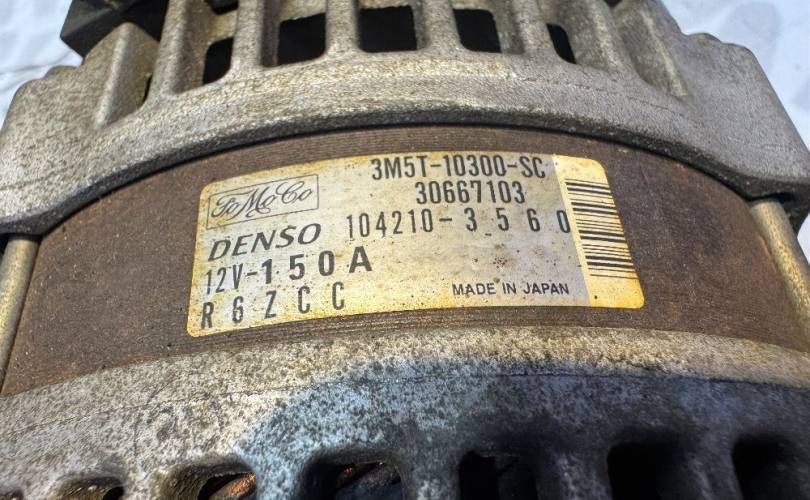 3M5T-10300-SC
FoMoCo
30667103
DENSO 104210-3560
12V-150A
R6ZCC
MADE IN JAPAN